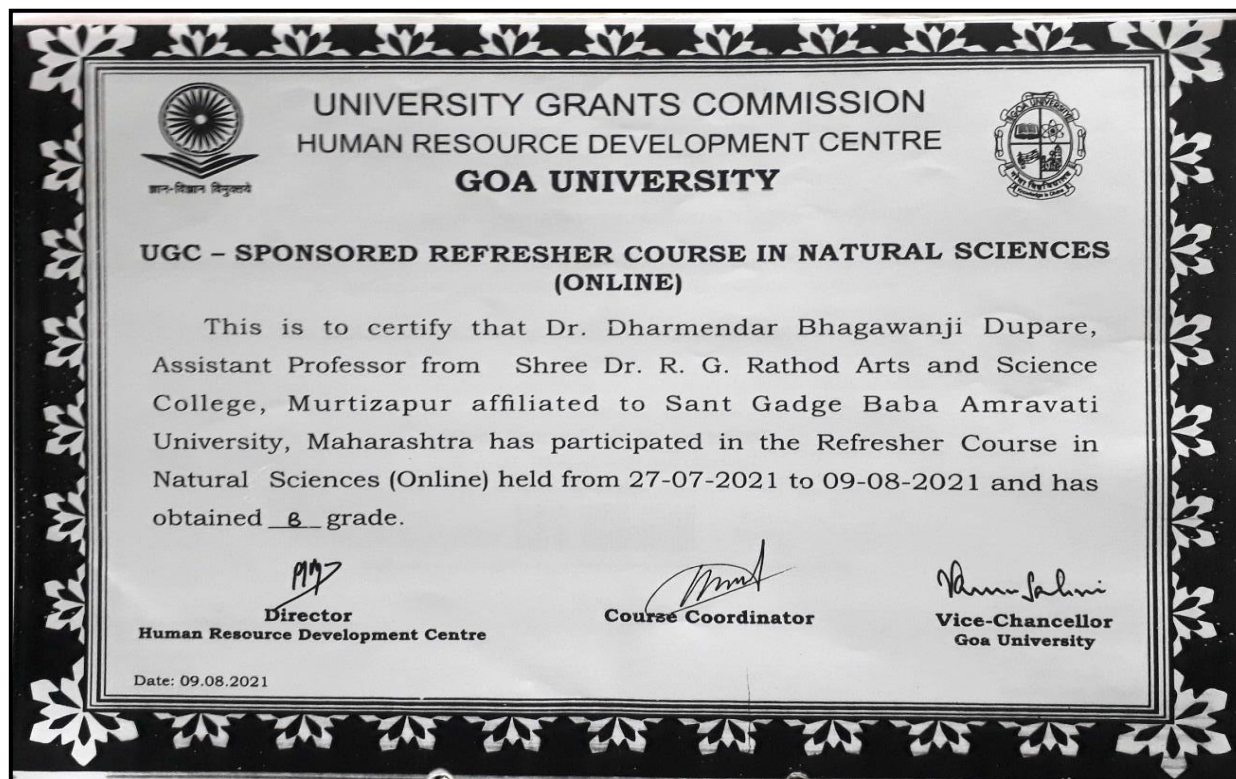 UNIVERSITY GRANTS COMMISSION
HUMAN RESOURCE DEVELOPMENT CENTRE
GOA UNIVERSITY
ज्ञान-विज्ञान विमुक्तये
GOA UNIVERSITY
UGC – SPONSORED REFRESHER COURSE IN NATURAL SCIENCES
(ONLINE)
This is to certify that Dr. Dharmendar Bhagawanji Dupare,
Assistant Professor from Shree Dr. R. G. Rathod Arts and Science
College, Murtizapur affiliated to Sant Gadge Baba Amravati
University, Maharashtra has participated in the Refresher Course in
Natural Sciences (Online) held from 27-07-2021 to 09-08-2021 and has
obtained B grade.
Director
Human Resource Development Centre
Course Coordinator
Vice-Chancellor
Goa University
Date: 09.08.2021